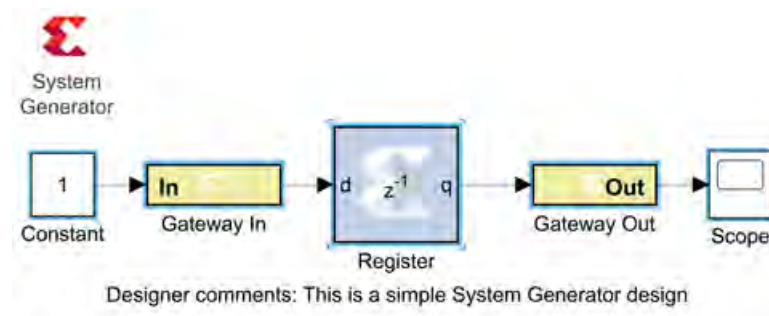 System
Generator
1
In
d
z⁻¹
q
Out
Constant
Gateway In
Register
Gateway Out
Scope
Designer comments: This is a simple System Generator design